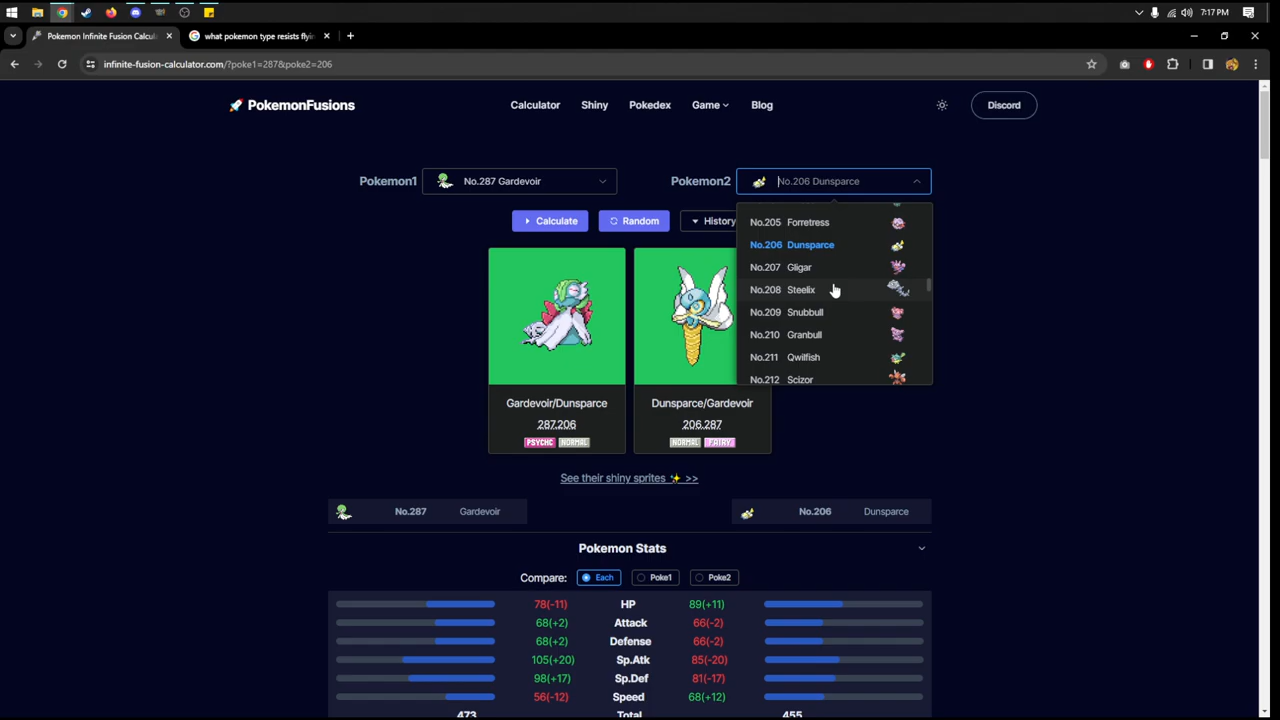 7:17 PM
Pokemon Infinite Fusion Calcula
what pokemon type resists flyin
infinite-fusion-calculator.com/?poke1=287&poke2=206
PokemonFusions
Calculator
Shiny
Pokedex
Game
Blog
Discord
Pokemon1
No.287 Gardevoir
Pokemon2
No.206 Dunsparce
Calculate
Random
History
No.205 Forretress
No.206 Dunsparce
No.207 Gligar
No.208 Steelix
No.209 Snubbull
No.210 Granbull
No.211 Qwilfish
No.212 Scizor
Gardevoir/Dunsparce
287.206
PSYCHC NORMAL
Dunsparce/Gardevoir
206.287
NORMAL FAIRY
See their shiny sprites ✨ >>
No.287 Gardevoir
No.206 Dunsparce
Pokemon Stats
Compare: Each Poke1 Poke2
78(-11) HP 89(+11)
68(+2) Attack 66(-2)
68(+2) Defense 66(-2)
105(+20) Sp.Atk 85(-20)
98(+17) Sp.Def 81(-17)
56(-12) Speed 68(+12)
473 Total 455